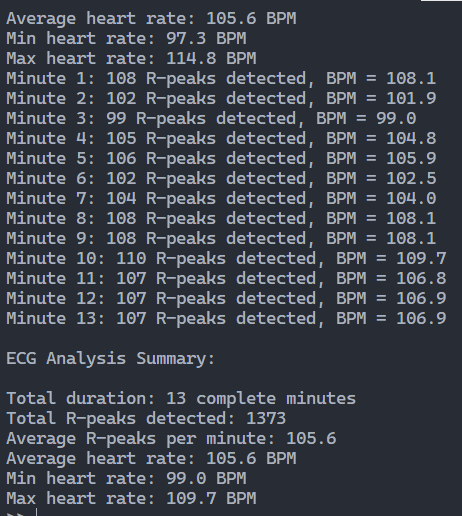 Average heart rate: 105.6 BPM
Min heart rate: 97.3 BPM
Max heart rate: 114.8 BPM
Minute 1: 108 R-peaks detected, BPM = 108.1
Minute 2: 102 R-peaks detected, BPM = 101.9
Minute 3: 99 R-peaks detected, BPM = 99.0
Minute 4: 105 R-peaks detected, BPM = 104.8
Minute 5: 106 R-peaks detected, BPM = 105.9
Minute 6: 102 R-peaks detected, BPM = 102.5
Minute 7: 104 R-peaks detected, BPM = 104.0
Minute 8: 108 R-peaks detected, BPM = 108.1
Minute 9: 108 R-peaks detected, BPM = 108.1
Minute 10: 110 R-peaks detected, BPM = 109.7
Minute 11: 107 R-peaks detected, BPM = 106.8
Minute 12: 107 R-peaks detected, BPM = 106.9
Minute 13: 107 R-peaks detected, BPM = 106.9
ECG Analysis Summary:
Total duration: 13 complete minutes
Total R-peaks detected: 1373
Average R-peaks per minute: 105.6
Average heart rate: 105.6 BPM
Min heart rate: 99.0 BPM
Max heart rate: 109.7 BPM
>>